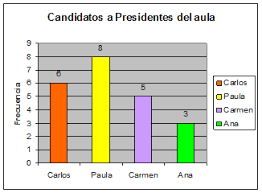 Candidatos a Presidentes del aula
Frecuencia
9
8
7
6
5
4
3
2
1
0
6
8
5
3
Carlos
Paula
Carmen
Ana
Carlos
Paula
Carmen
Ana